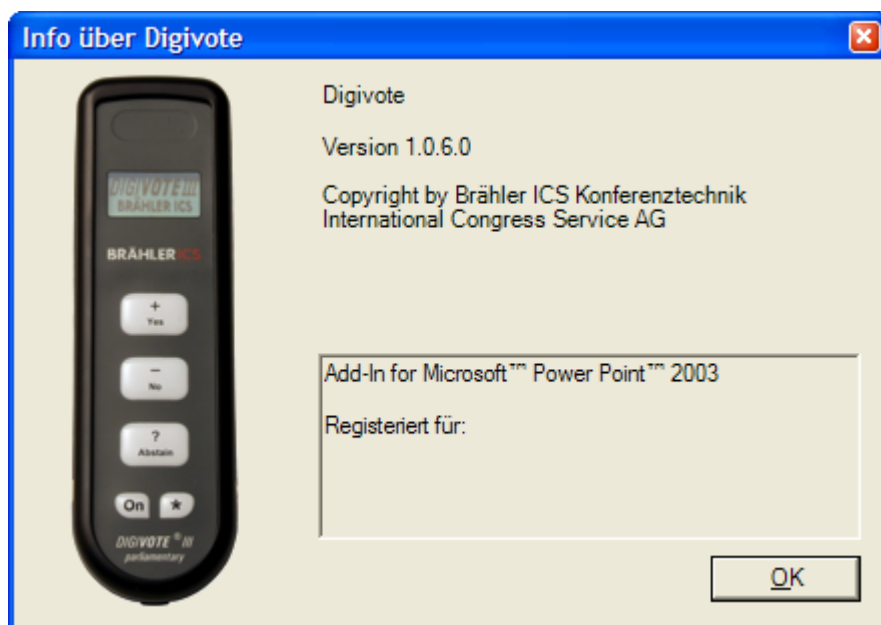 Info über Digivote
DIGIVOTE III
BRÄHLER ICS
BRÄHLER ICS
+
Yes
–
No
?
Abstain
On *
DIGIVOTE ® III
parliamentary
Digivote
Version 1.0.6.0
Copyright by Brähler ICS Konferenztechnik
International Congress Service AG
Add-In for Microsoft™ Power Point™ 2003
Registeriert für:
OK